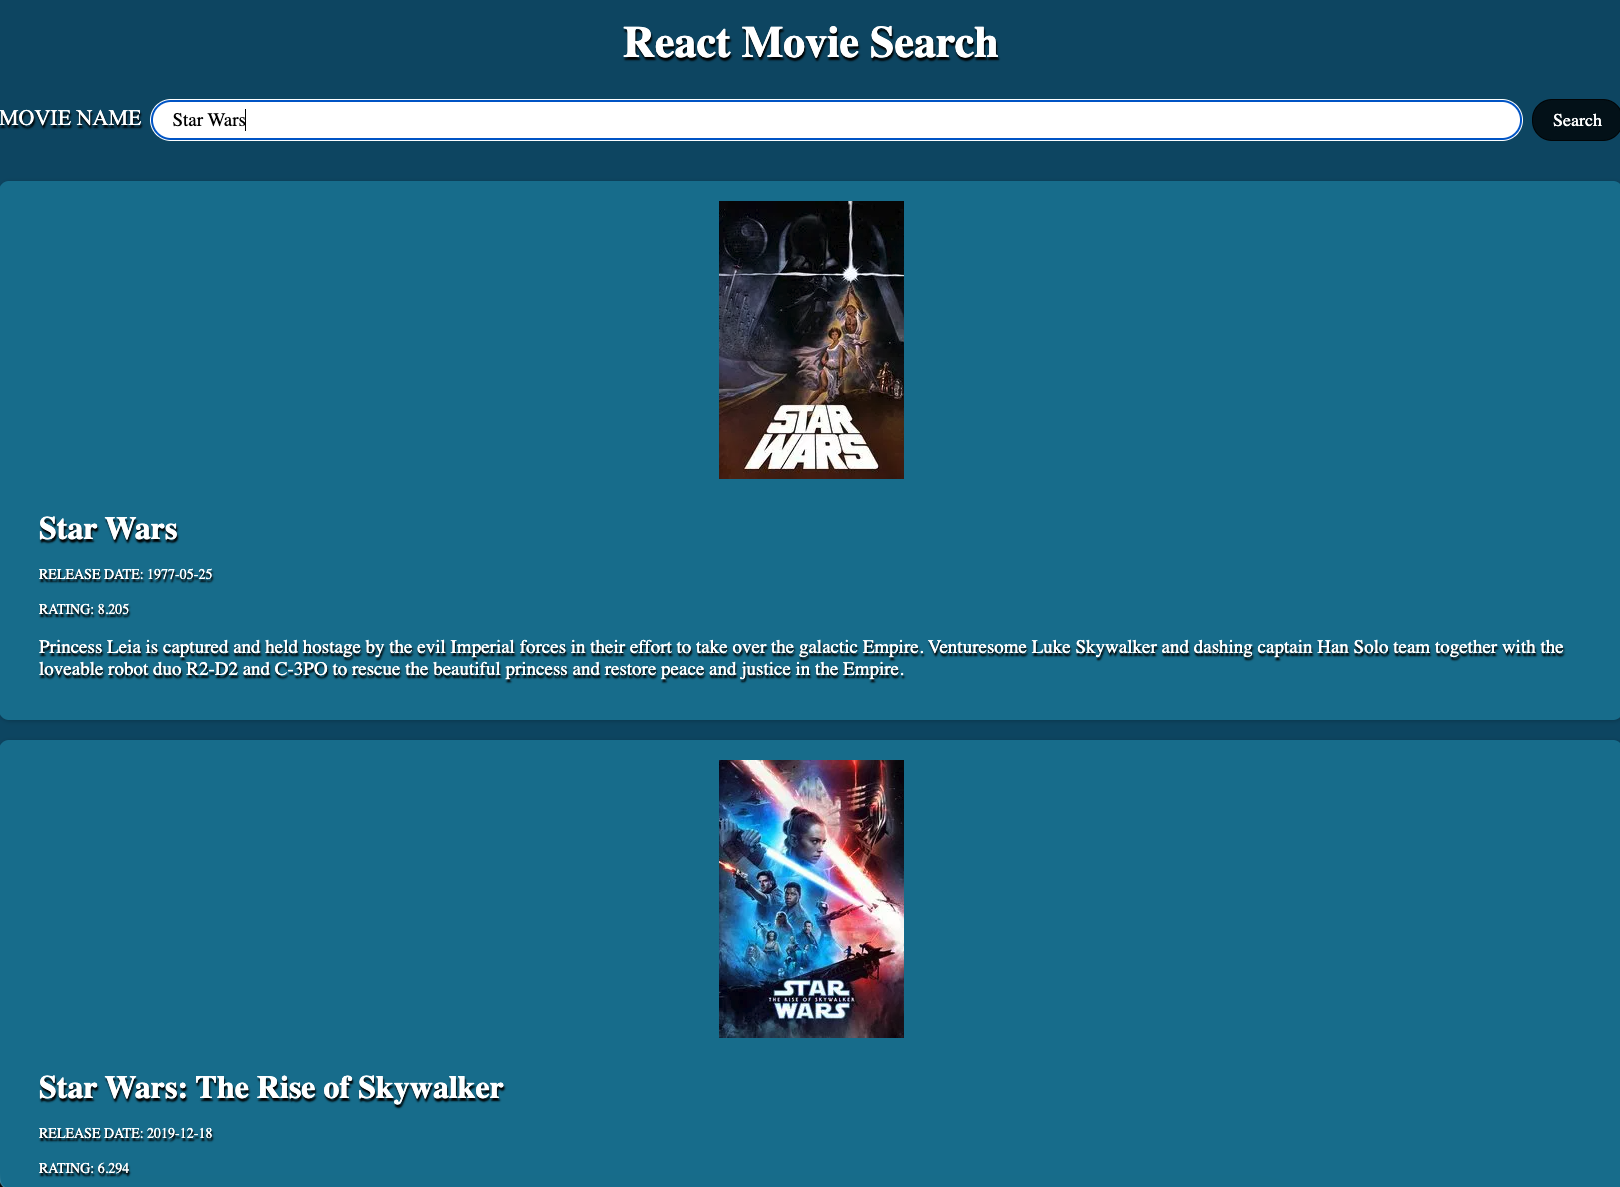 React Movie Search
MOVIE NAME
Star Wars
Search
STAR
WARS
Star Wars
RELEASE DATE: 1977-05-25
RATING: 8.205
Princess Leia is captured and held hostage by the evil Imperial forces in their effort to take over the galactic Empire. Venturesome Luke Skywalker and dashing captain Han Solo team together with the
loveable robot duo R2-D2 and C-3PO to rescue the beautiful princess and restore peace and justice in the Empire.
STAR
THE RISE OF SKYWALKER
WARS
Star Wars: The Rise of Skywalker
RELEASE DATE: 2019-12-18
RATING: 6.294